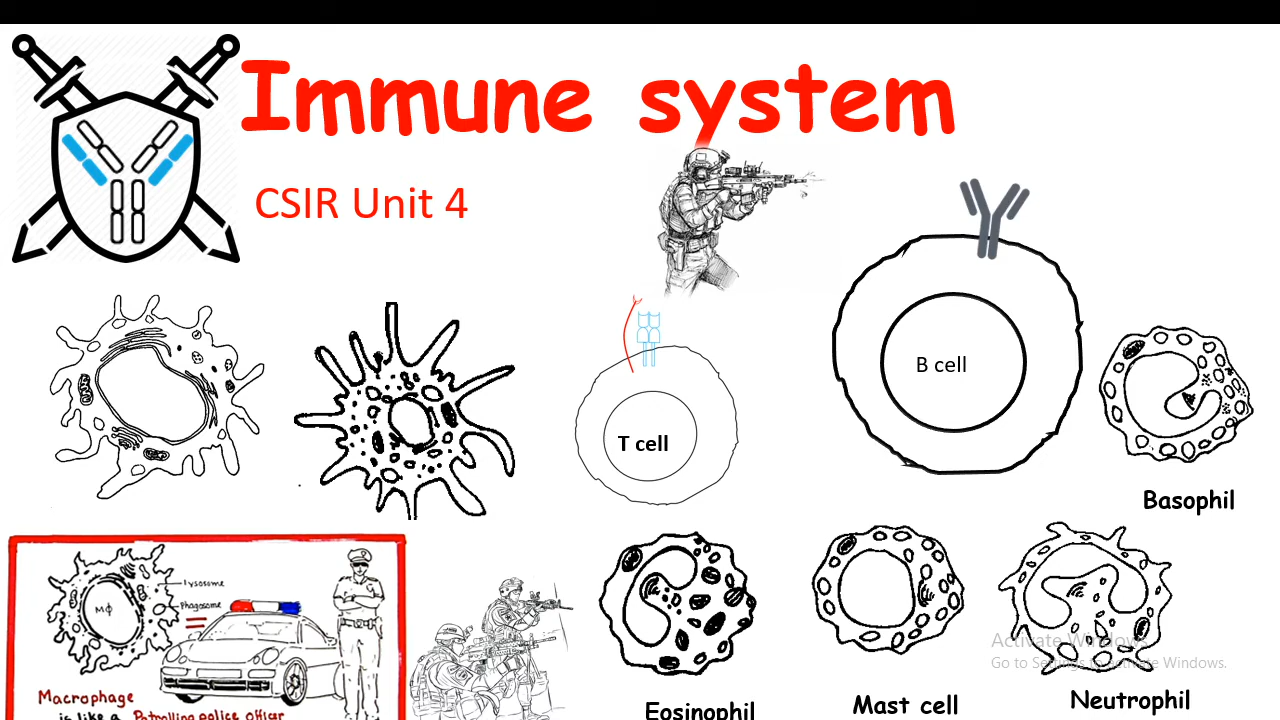 Immune system
CSIR Unit 4
B cell
T cell
Basophil
Lysosome
Phagosome
MΦ
Macrophage
is like a Patrolling police officer
Eosinophil
Mast cell
Neutrophil
Activate Windows
Go to Settings to activate Windows.